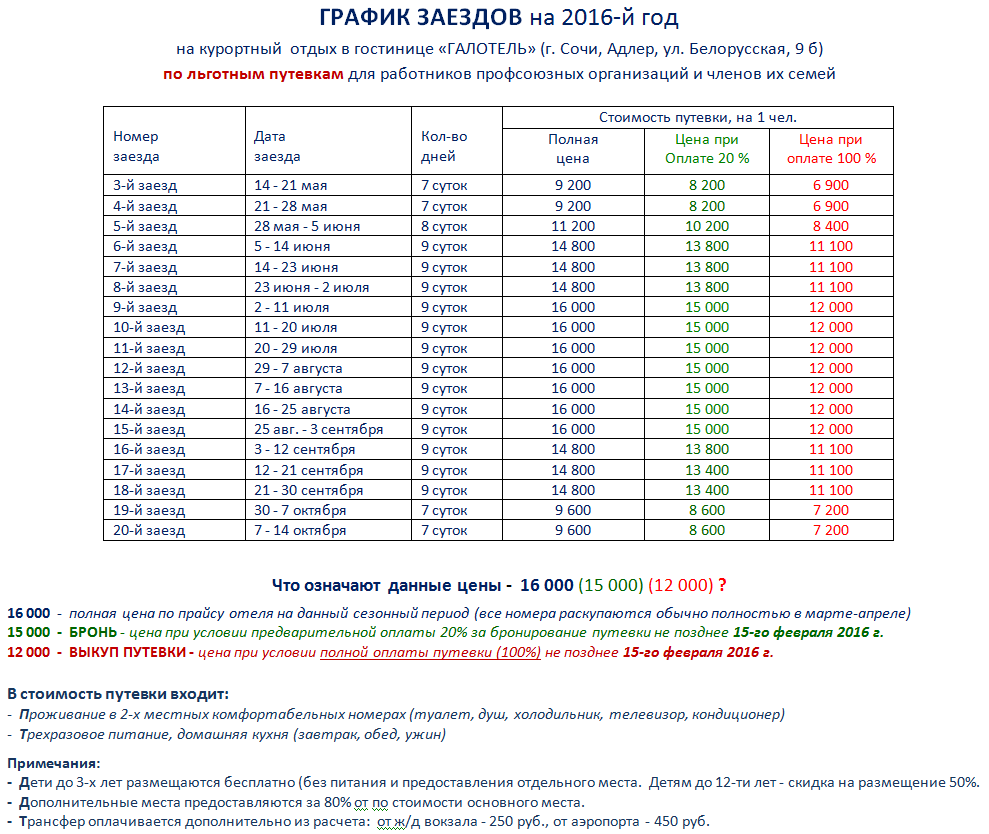 ГРАФИК ЗАЕЗДОВ на 2016-й год
на курортный отдых в гостинице «ГАЛОТЕЛЬ» (г. Сочи, Адлер, ул. Белорусская, 9 б)
по льготным путевкам для работников профсоюзных организаций и членов их семей
Номер заезда Дата заезда Кол-во дней Стоимость путевки, на 1 чел.
Полная цена Цена при Оплате 20 % Цена при оплате 100 %
3-й заезд 14 - 21 мая 7 суток 9 200 8 200 6 900
4-й заезд 21 - 28 мая 7 суток 9 200 8 200 6 900
5-й заезд 28 мая - 5 июня 8 суток 11 200 10 200 8 400
6-й заезд 5 - 14 июня 9 суток 14 800 13 800 11 100
7-й заезд 14 - 23 июня 9 суток 14 800 13 800 11 100
8-й заезд 23 июня - 2 июля 9 суток 14 800 13 800 11 100
9-й заезд 2 - 11 июля 9 суток 16 000 15 000 12 000
10-й заезд 11 - 20 июля 9 суток 16 000 15 000 12 000
11-й заезд 20 - 29 июля 9 суток 16 000 15 000 12 000
12-й заезд 29 - 7 августа 9 суток 16 000 15 000 12 000
13-й заезд 7 - 16 августа 9 суток 16 000 15 000 12 000
14-й заезд 16 - 25 августа 9 суток 16 000 15 000 12 000
15-й заезд 25 авг. - 3 сентября 9 суток 16 000 15 000 12 000
16-й заезд 3 - 12 сентября 9 суток 14 800 13 800 11 100
17-й заезд 12 - 21 сентября 9 суток 14 800 13 400 11 100
18-й заезд 21 - 30 сентября 9 суток 14 800 13 400 11 100
19-й заезд 30 - 7 октября 7 суток 9 600 8 600 7 200
20-й заезд 7 - 14 октября 7 суток 9 600 8 600 7 200
Что означают данные цены - 16 000 (15 000) (12 000) ?
16 000 - полная цена по прайсу отеля на данный сезонный период (все номера раскупаются обычно полностью в марте-апреле)
15 000 - БРОНЬ - цена при условии предварительной оплаты 20% за бронирование путевки не позднее 15-го февраля 2016 г.
12 000 - ВЫКУП ПУТЕВКИ - цена при условии полной оплаты путевки (100%) не позднее 15-го февраля 2016 г.
В стоимость путевки входит:
- Проживание в 2-х местных комфортабельных номерах (туалет, душ, холодильник, телевизор, кондиционер)
- Трехразовое питание, домашняя кухня (завтрак, обед, ужин)
Примечания:
- Дети до 3-х лет размещаются бесплатно (без питания и предоставления отдельного места. Детям до 12-ти лет - скидка на размещение 50%.
- Дополнительные места предоставляются за 80% от по стоимости основного места.
- Трансфер оплачивается дополнительно из расчета: от ж/д вокзала - 250 руб., от аэропорта - 450 руб.